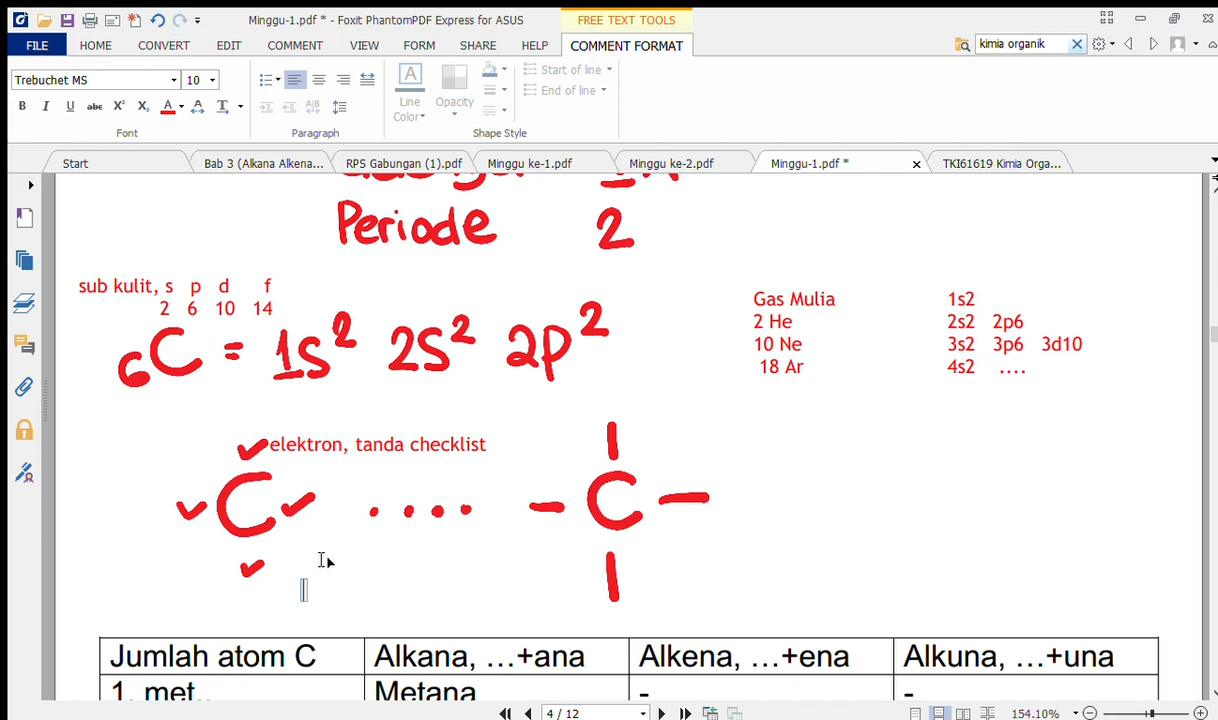 Minggu-1.pdf * - Foxit PhantomPDF Express for ASUS
FREE TEXT TOOLS
FILE HOME CONVERT EDIT COMMENT VIEW FORM SHARE HELP COMMENT FORMAT
kimia organik
Trebuchet MS 10
Line Color
Opacity
Start of line
End of line
B I U abc X² X₂ A A T
Font Paragraph Shape Style
Start Bab 3 (Alkana Alkena... RPS Gabungan (1).pdf Minggu ke-1.pdf Minggu ke-2.pdf Minggu-1.pdf * TKI61619 Kimia Orga...
Periode 2
sub kulit, s p d f
2 6 10 14
₆C = 1s² 2s² 2p²
Gas Mulia 1s2
2 He 2s2 2p6
10 Ne 3s2 3p6 3d10
18 Ar 4s2 ....
elektron, tanda checklist
C .... - C -
Jumlah atom C Alkana, ...+ana Alkena, ...+ena Alkuna, ...+una
1. met.. Metana - -
4 / 12 154.10%